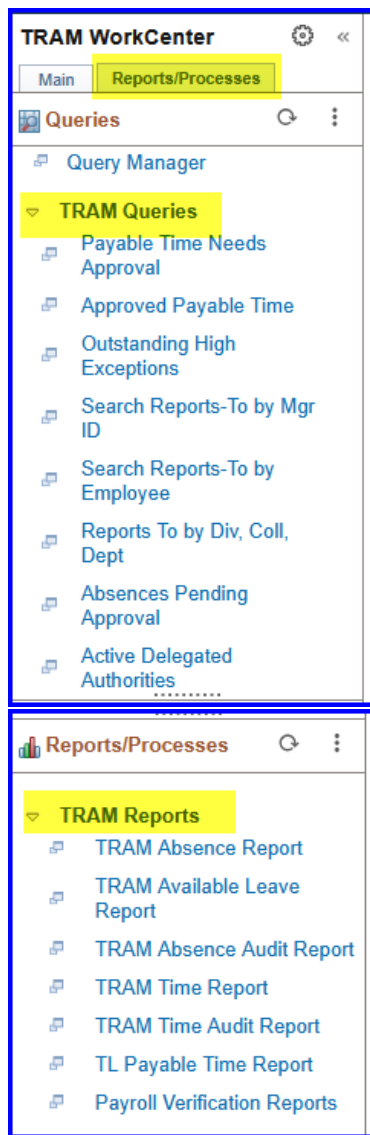 TRAM WorkCenter «
Main Reports/Processes
Queries
Query Manager
TRAM Queries
Payable Time Needs
Approval
Approved Payable Time
Outstanding High
Exceptions
Search Reports-To by Mgr
ID
Search Reports-To by
Employee
Reports To by Div, Coll,
Dept
Absences Pending
Approval
Active Delegated
Authorities
Reports/Processes
TRAM Reports
TRAM Absence Report
TRAM Available Leave
Report
TRAM Absence Audit Report
TRAM Time Report
TRAM Time Audit Report
TL Payable Time Report
Payroll Verification Reports